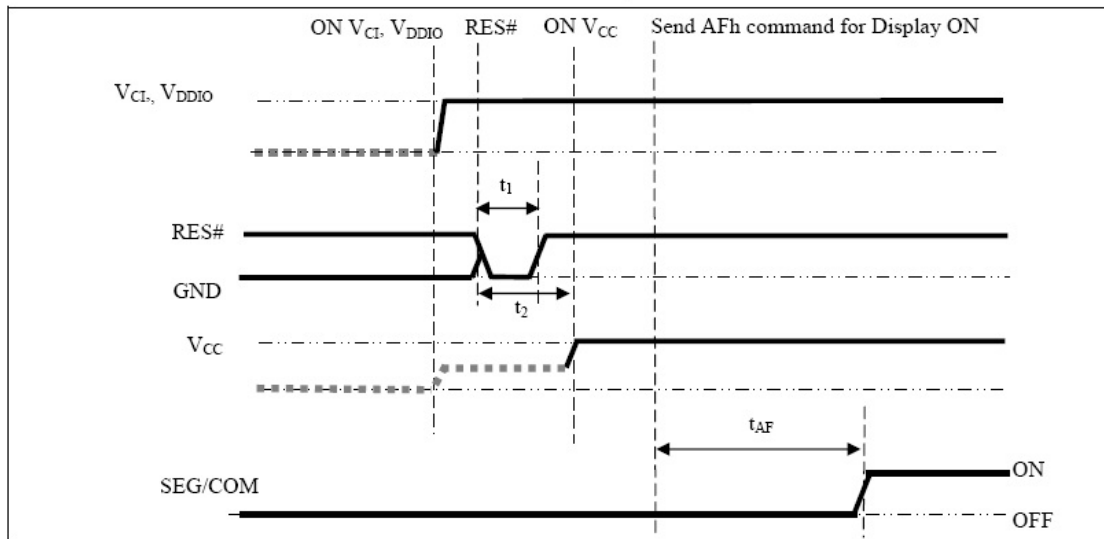 ON VCI, VDDIO RES# ON VCC Send AFh command for Display ON
VCI,, VDDIO
t1
RES#
GND
t2
VCC
tAF
SEG/COM
ON
OFF